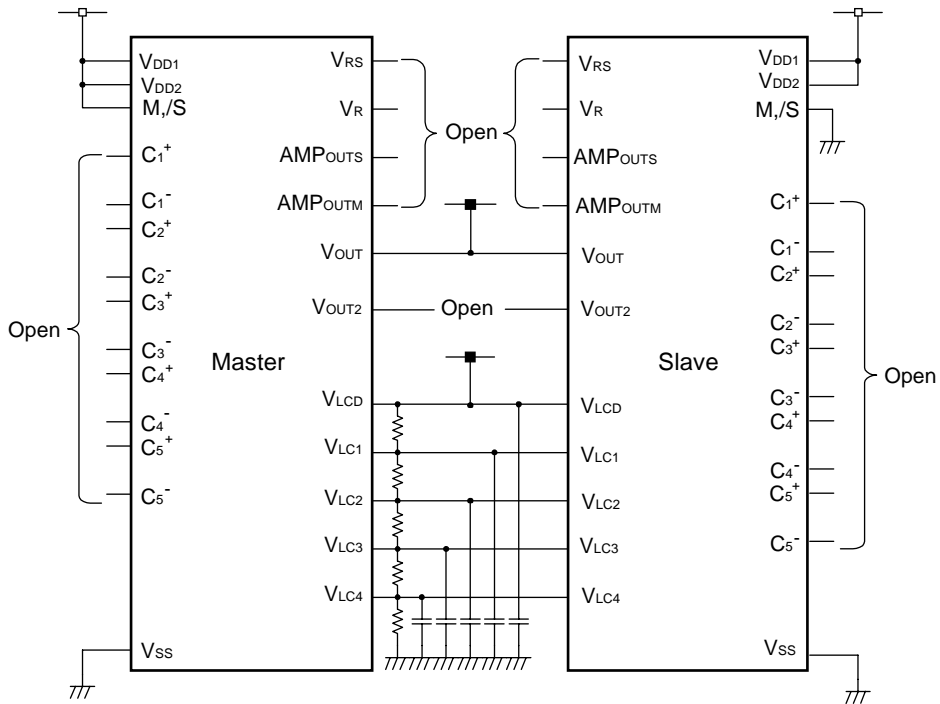 VDD1
VDD2
M,/S
C1+
C1-
C2+
C2-
C3+
C3-
C4+
C4-
C5+
C5-
Open
Master
VSS
VRS
VR
AMPOUTS
AMPOUTM
VOUT
VOUT2
VLCD
VLC1
VLC2
VLC3
VLC4
Open
Open
VRS
VR
AMPOUTS
AMPOUTM
VOUT
VOUT2
VLCD
VLC1
VLC2
VLC3
VLC4
Slave
VDD1
VDD2
M,/S
C1+
C1-
C2+
C2-
C3+
C3-
C4+
C4-
C5+
C5-
Open
VSS